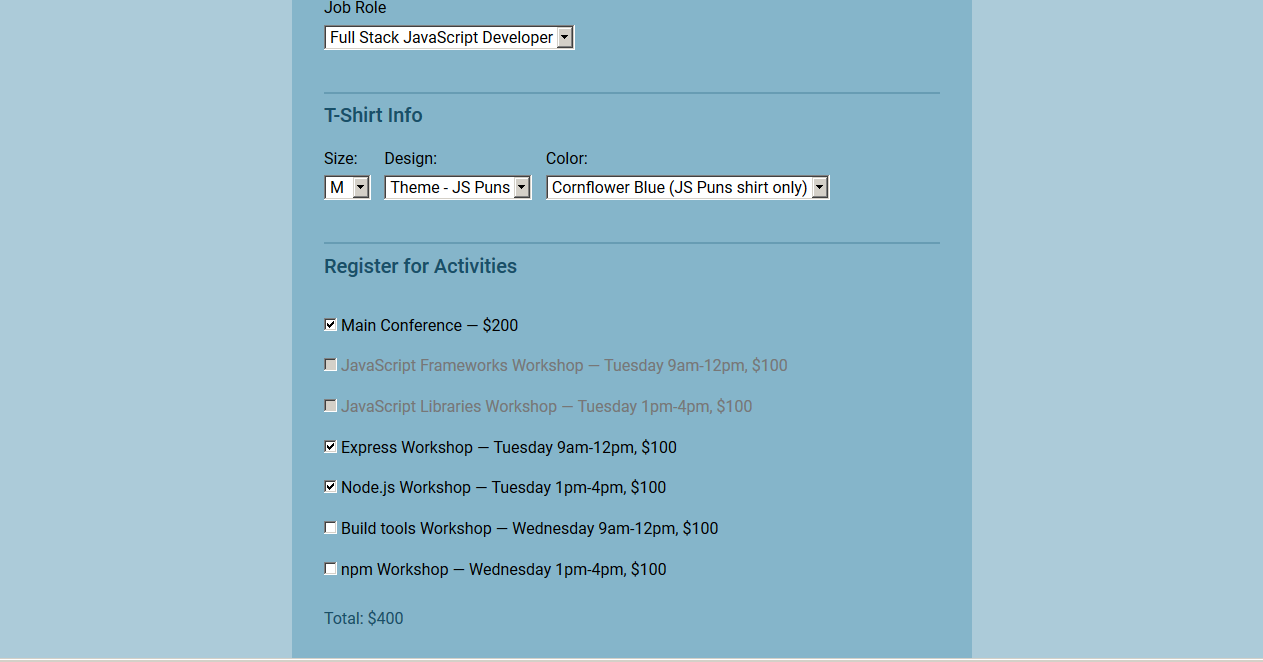 Job Role
Full Stack JavaScript Developer
T-Shirt Info
Size: Design: Color:
M Theme - JS Puns Cornflower Blue (JS Puns shirt only)
Register for Activities
Main Conference — $200
JavaScript Frameworks Workshop — Tuesday 9am-12pm, $100
JavaScript Libraries Workshop — Tuesday 1pm-4pm, $100
Express Workshop — Tuesday 9am-12pm, $100
Node.js Workshop — Tuesday 1pm-4pm, $100
Build tools Workshop — Wednesday 9am-12pm, $100
npm Workshop — Wednesday 1pm-4pm, $100
Total: $400